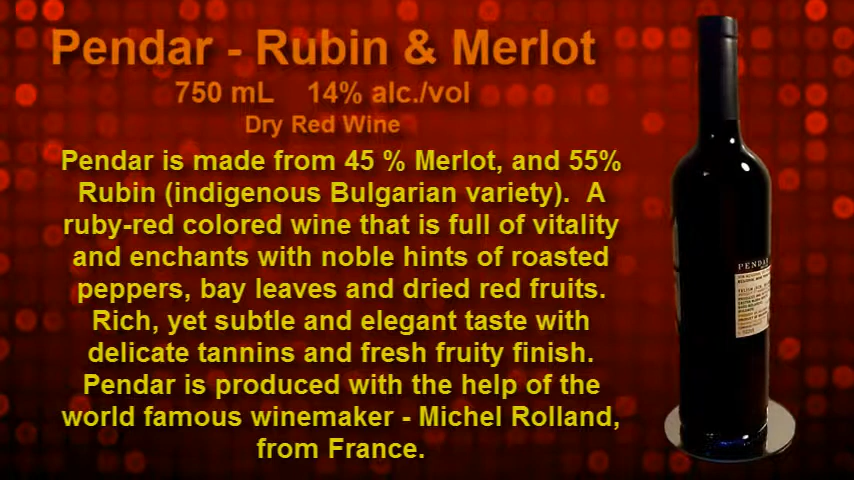 Pendar - Rubin & Merlot
750 mL 14% alc./vol
Dry Red Wine
Pendar is made from 45 % Merlot, and 55%
Rubin (indigenous Bulgarian variety). A
ruby-red colored wine that is full of vitality
and enchants with noble hints of roasted
peppers, bay leaves and dried red fruits.
Rich, yet subtle and elegant taste with
delicate tannins and fresh fruity finish.
Pendar is produced with the help of the
world famous winemaker - Michel Rolland,
from France.
PENDAR